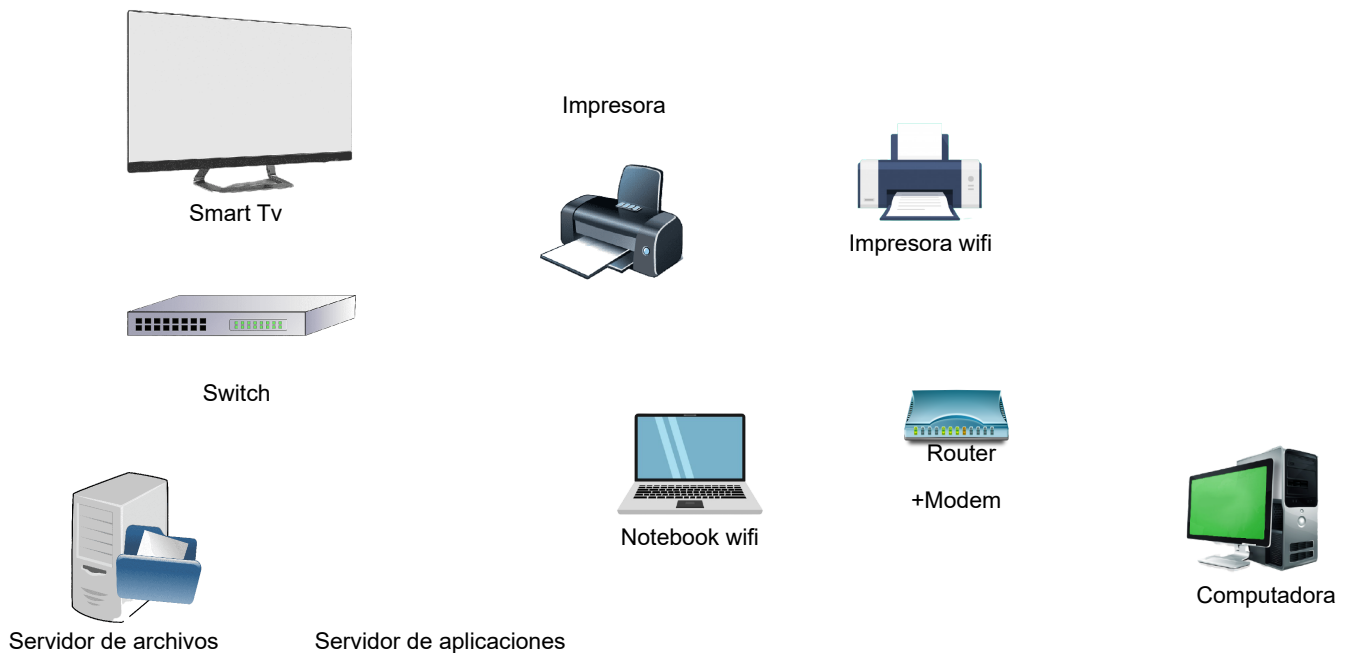 Impresora
Smart Tv
Impresora wifi
Switch
Router
+Modem
Notebook wifi
Computadora
Servidor de archivos
Servidor de aplicaciones